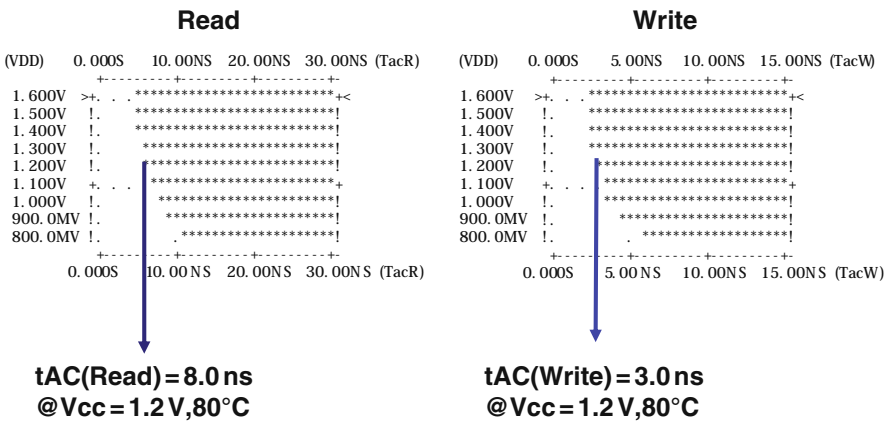 Read
(VDD) 0.000S 10.00NS 20.00NS 30.00NS (TacR)
+---------+---------+---------+-
1.600V >+. . . **************************+<
1.500V !. **************************!
1.400V !. **************************!
1.300V !. *************************!
1.200V !. *************************!
1.100V +. . . ************************+
1.000V !. ***********************!
900.0MV !. **********************!
800.0MV !. . ********************!
+---------+---------+---------+-
0.000S 10.00NS 20.00NS 30.00NS (TacR)
tAC(Read)=8.0 ns
@Vcc=1.2 V,80°C
Write
(VDD) 0.000S 5.00NS 10.00NS 15.00NS (TacW)
+---------+---------+---------+-
1.600V >+. . . **************************+<
1.500V !. **************************!
1.400V !. **************************!
1.300V !. **************************!
1.200V !. *************************!
1.100V +. . . ************************+
1.000V !. ************************!
900.0MV !. **********************!
800.0MV !. . *******************!
+---------+---------+---------+-
0.000S 5.00NS 10.00NS 15.00NS (TacW)
tAC(Write)=3.0 ns
@Vcc=1.2 V,80°C